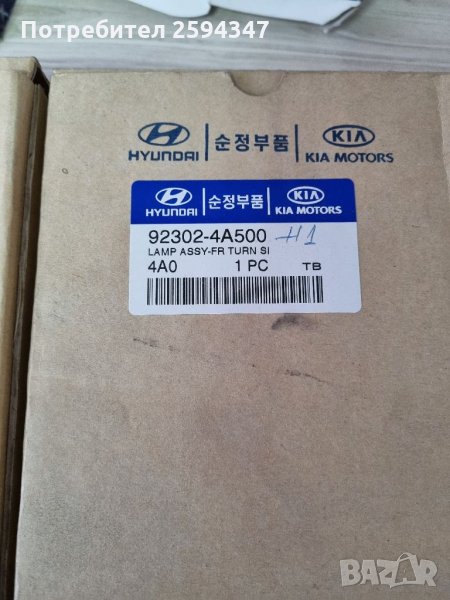 Потребител 2594347
HYUNDAI 순정부품 KIA
KIA MOTORS
HYUNDAI 순정부품 KIA
KIA MOTORS
92302-4A500 H1
LAMP ASSY-FR TURN SI
4A0 1 PC TB
BAZAR